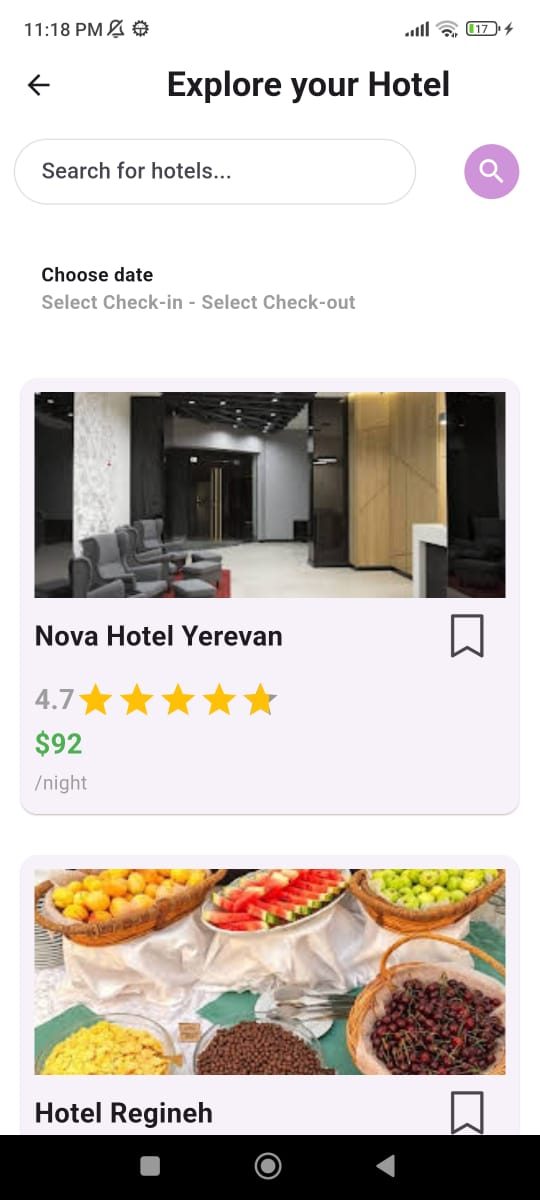 11:18 PM
17
Explore your Hotel
Search for hotels...
Choose date
Select Check-in - Select Check-out
Nova Hotel Yerevan
4.7
$92
/night
Hotel Regineh